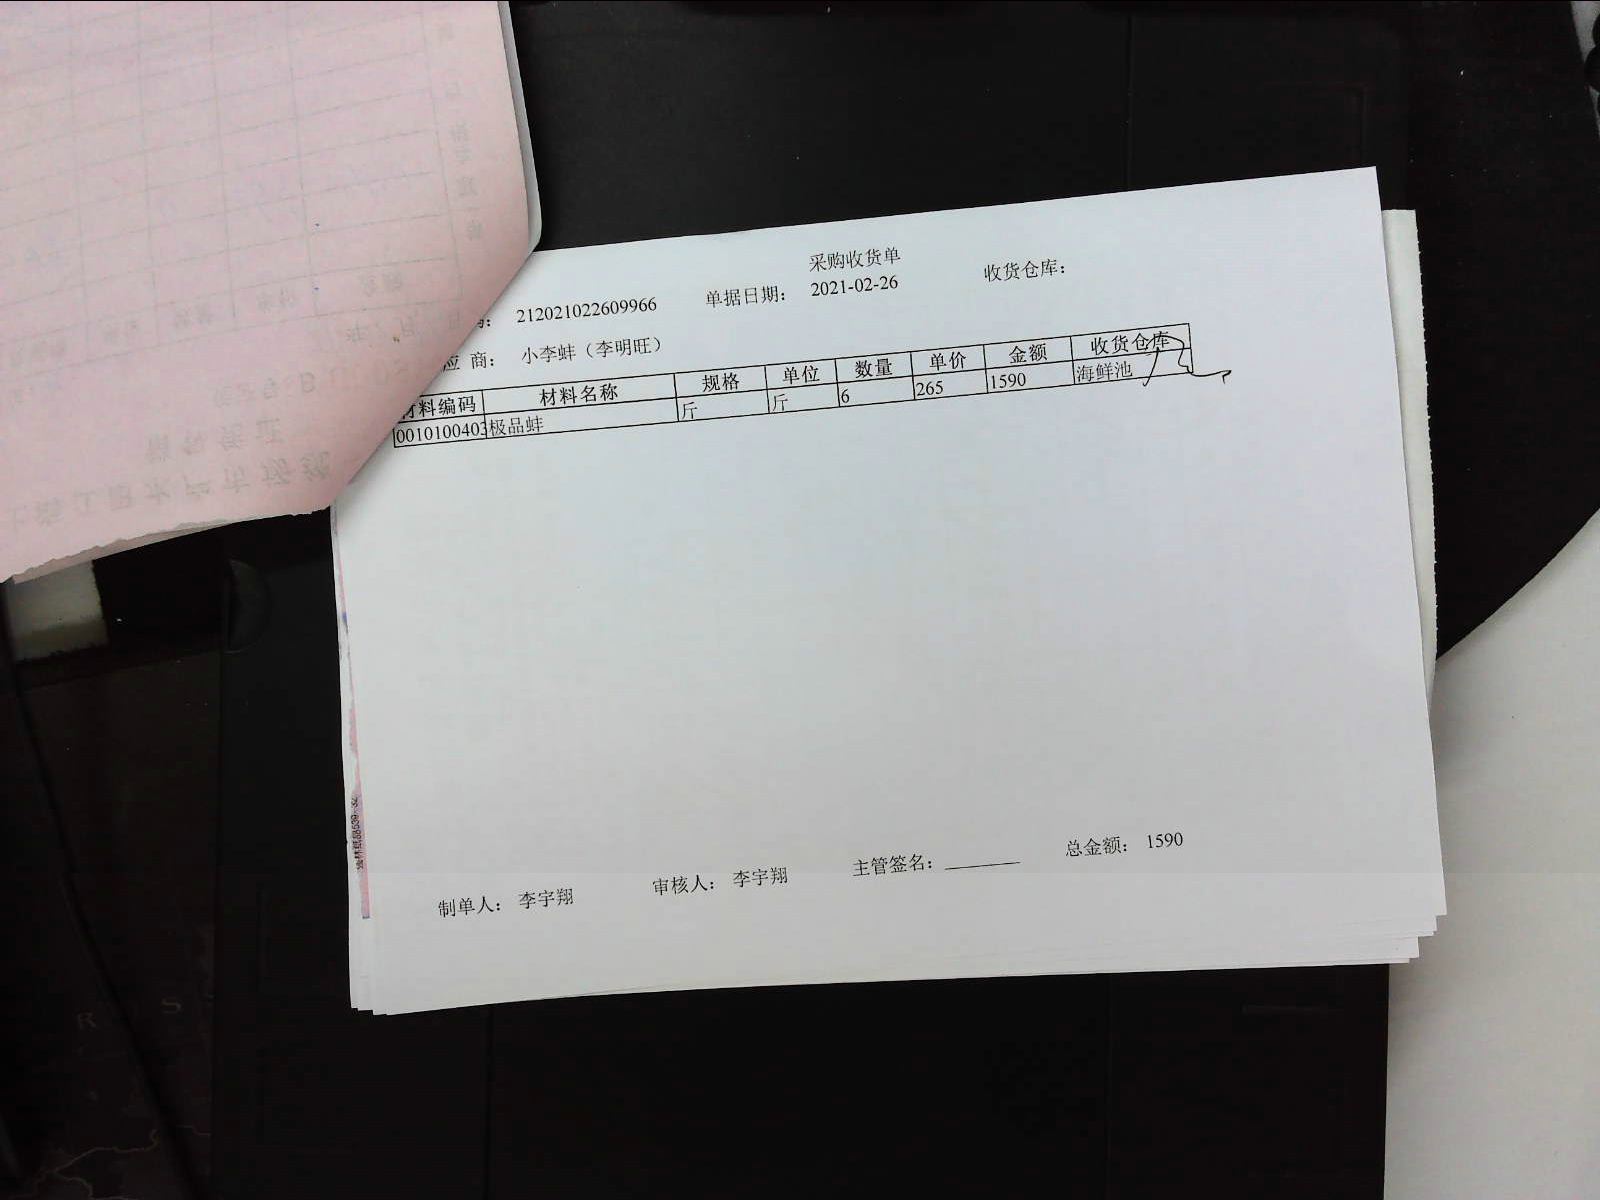 采购收货单
码： 212021022609966 单据日期： 2021-02-26 收货仓库：
应 商： 小李蚌（李明旺）
材料编码 材料名称 规格 单位 数量 单价 金额 收货仓库
0010100403 极品蚌 斤 斤 6 265 1590 海鲜池
制单人： 李宇翔 审核人： 李宇翔 主管签名： 总金额： 1590